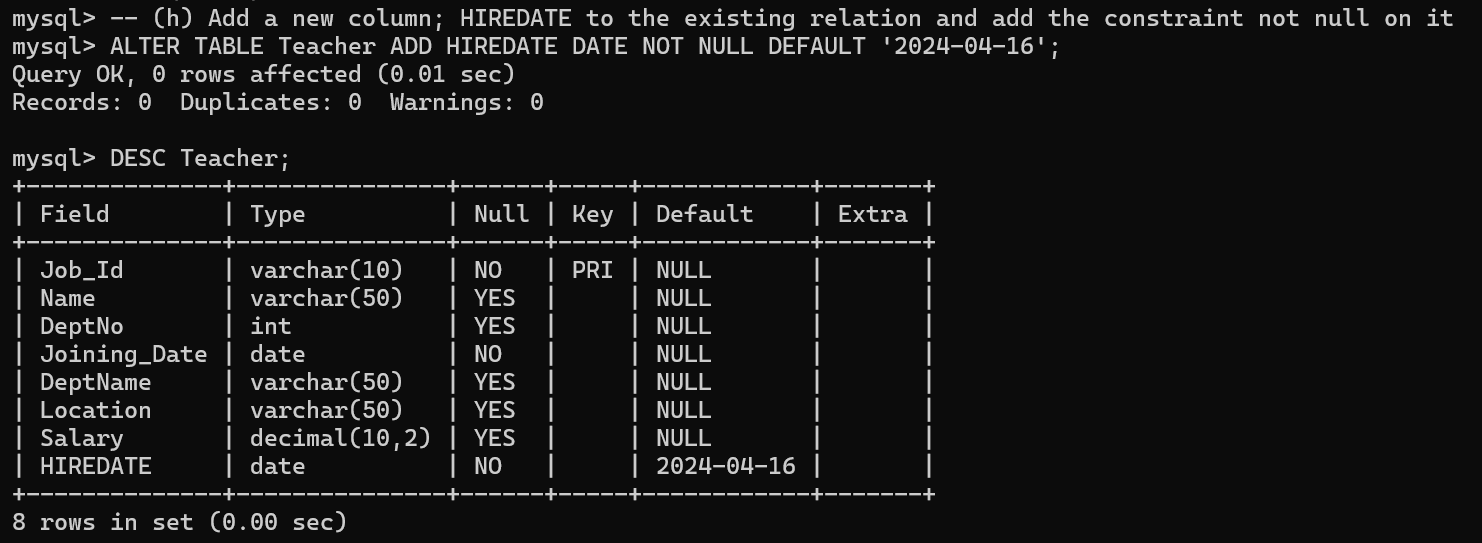 mysql> -- (h) Add a new column; HIREDATE to the existing relation and add the constraint not null on it
mysql> ALTER TABLE Teacher ADD HIREDATE DATE NOT NULL DEFAULT '2024-04-16';
Query OK, 0 rows affected (0.01 sec)
Records: 0  Duplicates: 0  Warnings: 0

mysql> DESC Teacher;
+--------------+---------------+------+-----+------------+-------+
| Field        | Type          | Null | Key | Default    | Extra |
+--------------+---------------+------+-----+------------+-------+
| Job_Id       | varchar(10)   | NO   | PRI | NULL       |       |
| Name         | varchar(50)   | YES  |     | NULL       |       |
| DeptNo       | int           | YES  |     | NULL       |       |
| Joining_Date | date          | NO   |     | NULL       |       |
| DeptName     | varchar(50)   | YES  |     | NULL       |       |
| Location     | varchar(50)   | YES  |     | NULL       |       |
| Salary       | decimal(10,2) | YES  |     | NULL       |       |
| HIREDATE     | date          | NO   |     | 2024-04-16 |       |
+--------------+---------------+------+-----+------------+-------+
8 rows in set (0.00 sec)